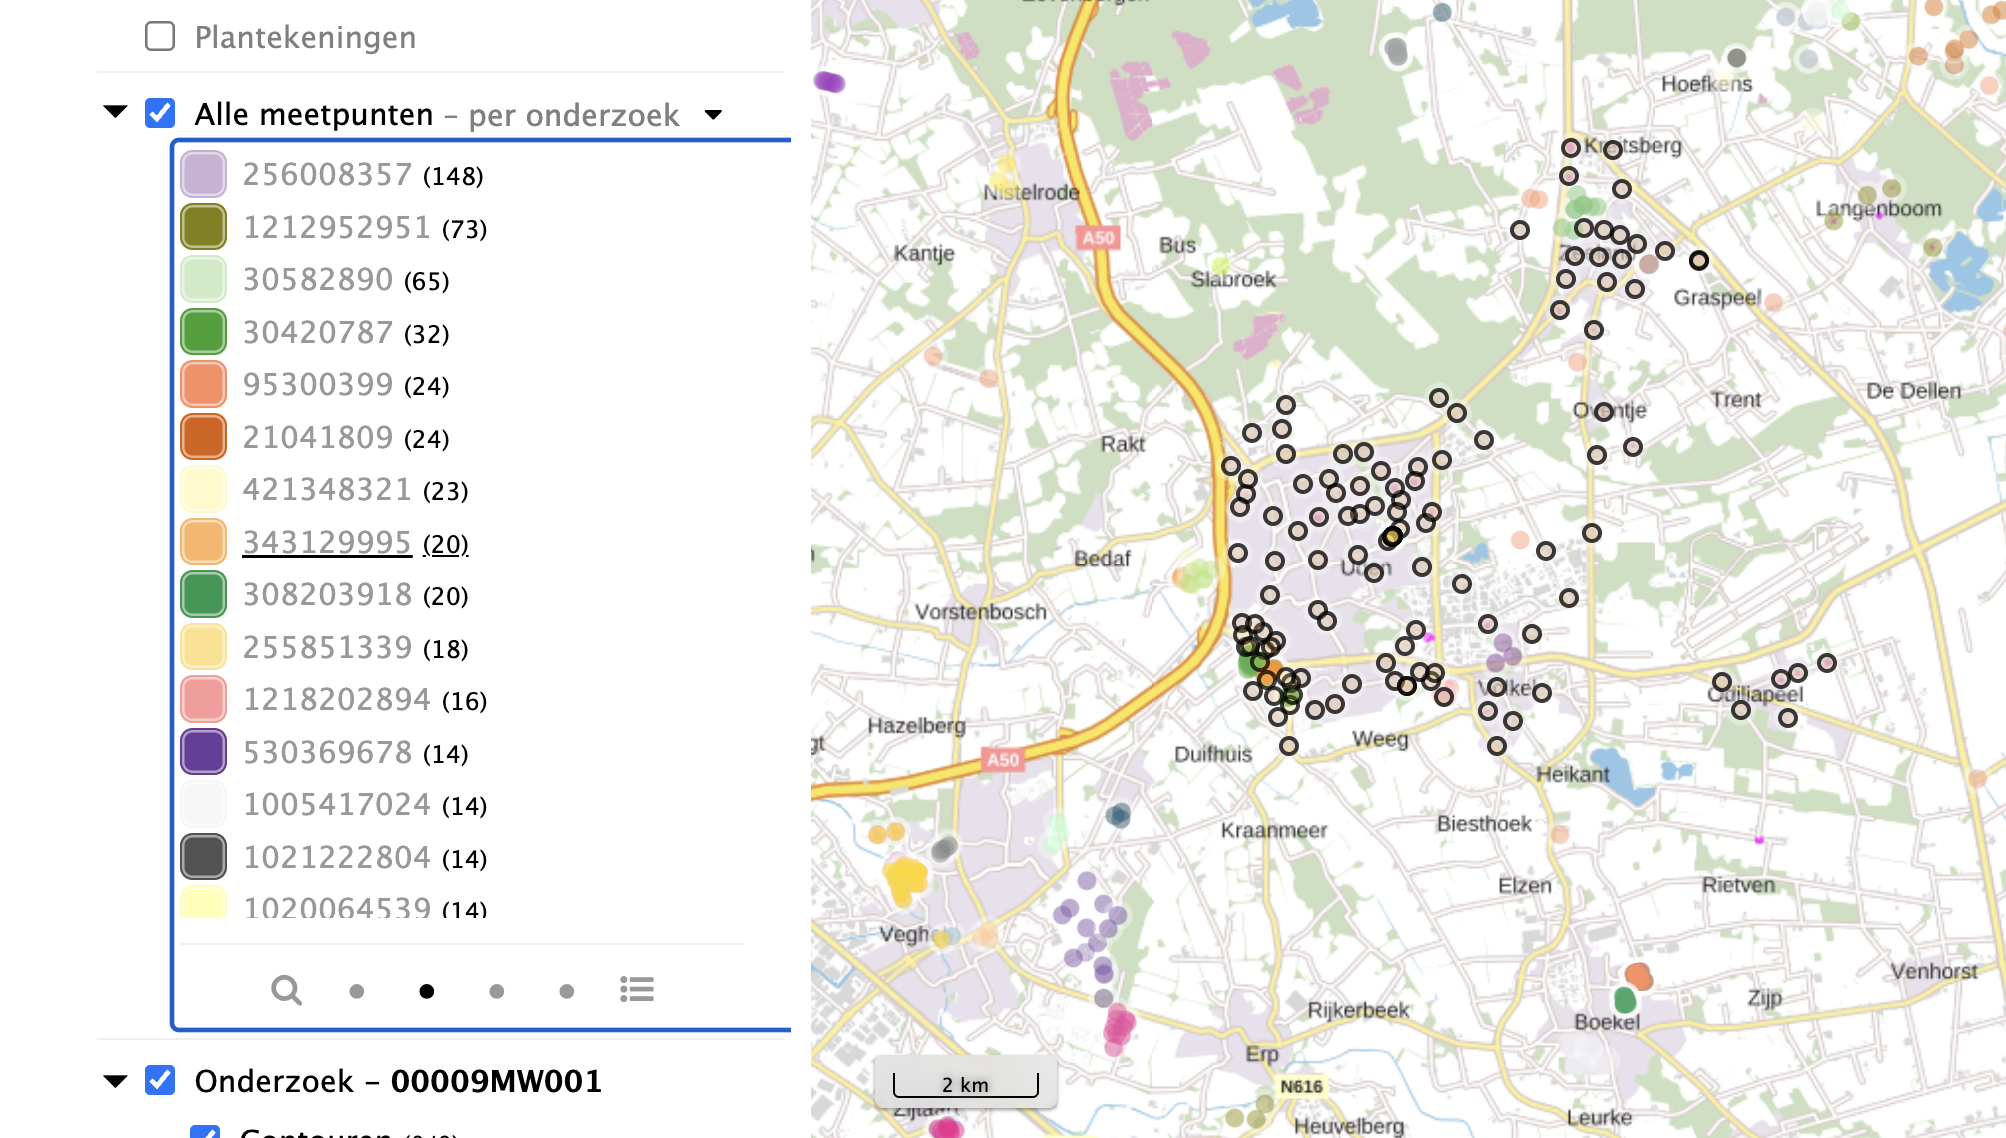 Plantekeningen
Alle meetpunten – per onderzoek
256008357 (148)
1212952951 (73)
30582890 (65)
30420787 (32)
95300399 (24)
21041809 (24)
421348321 (23)
343129995 (20)
308203918 (20)
255851339 (18)
1218202894 (16)
530369678 (14)
1005417024 (14)
1021222804 (14)
1020064539 (14)
Onderzoek – 00009MW001
Contouren
Hoefkens
Nistelrode
Langenboom
A50
Bus
Kantje
Slabroek
Graspeel
De Dellen
Trent
Rakt
Bedaf
Vorstenbosch
Hazelberg
Duifhuis
Weeg
A50
Heikant
Kraanmeer
Biesthoek
Elzen
Rietven
Venhorst
Zijp
Rijkerbeek
Boekel
Erp
2 km
N616
Leurke
Heuvelberg